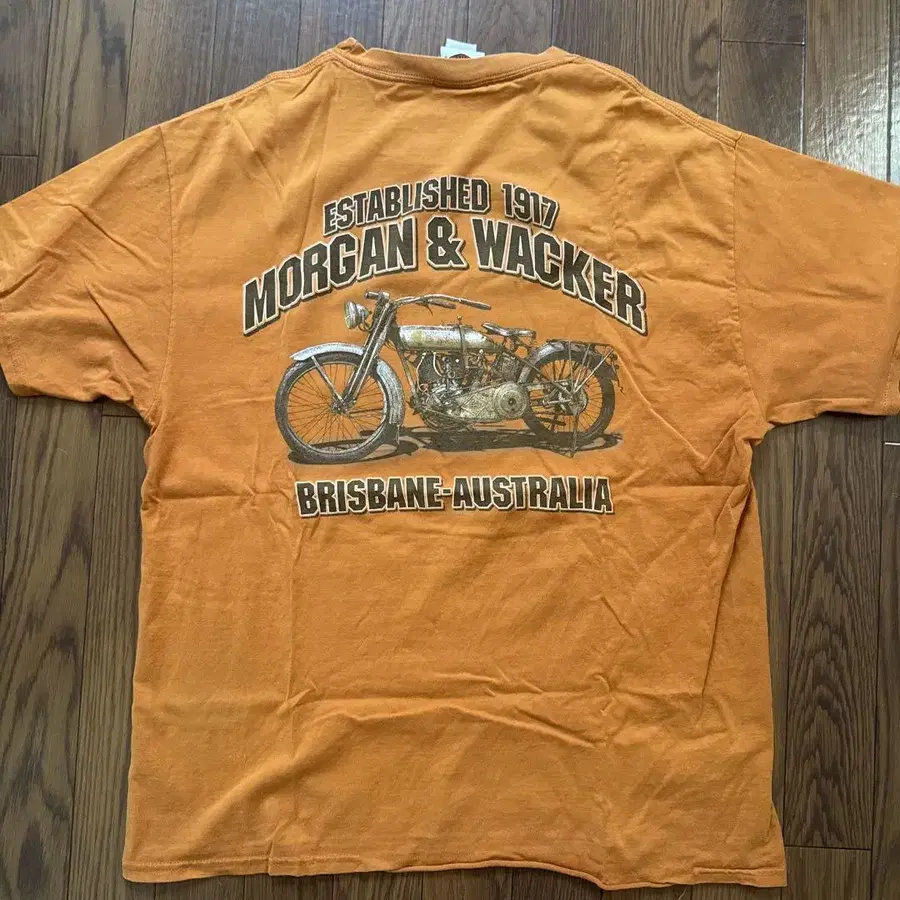 ESTABLISHED 1917
MORGAN & WACKER
BRISBANE-AUSTRALIA